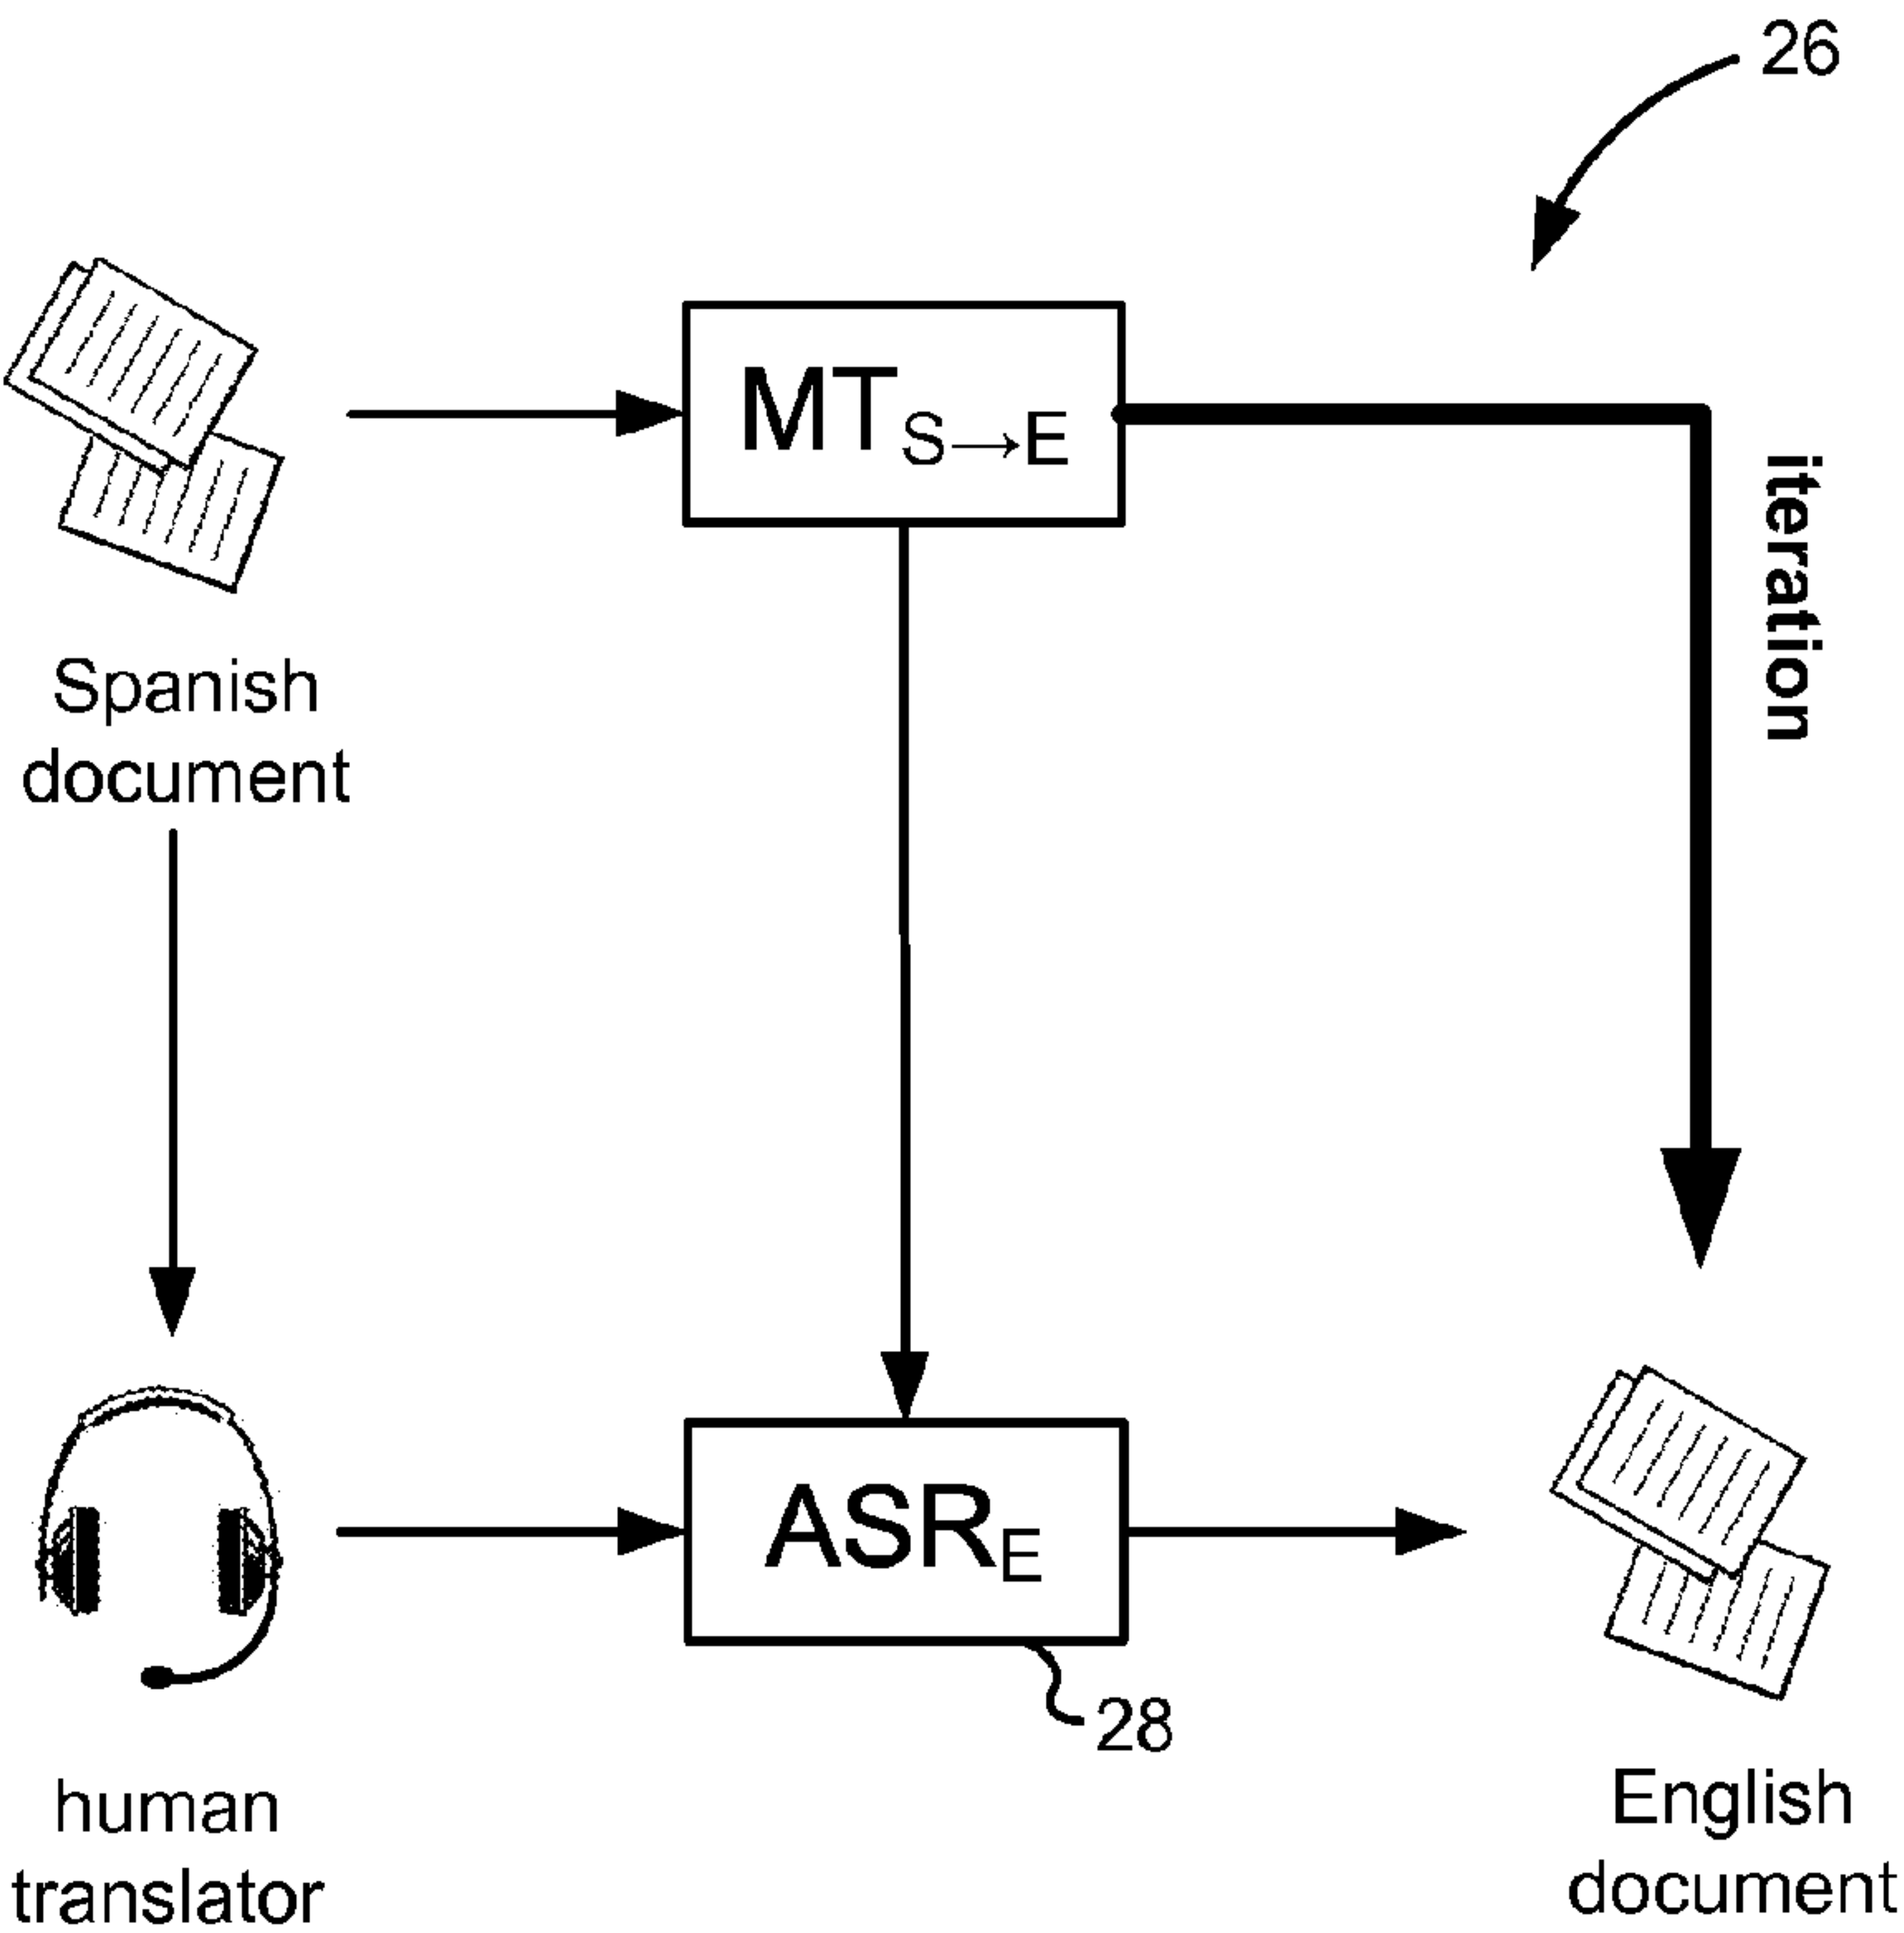 26
MTS→E
iteration
Spanish
document
ASRE
28
human
translator
English
document